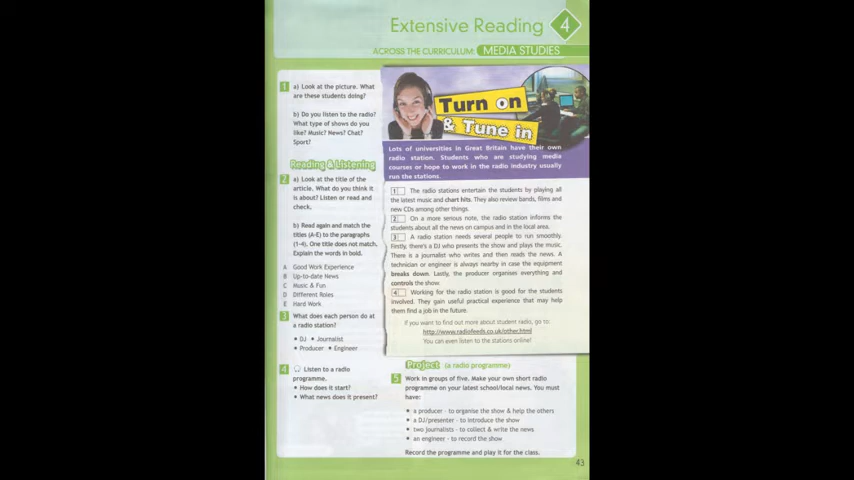 Extensive Reading 4
ACROSS THE CURRICULUM: MEDIA STUDIES
1 a) Look at the picture. What
are these students doing?
b) Do you listen to the radio?
What type of shows do you
like? Music? News? Chat?
Sport?
Reading & Listening
2 a) Look at the title of the
article. What do you think it
is about? Listen or read and
check.
b) Read again and match the
titles (A-E) to the paragraphs
(1-4). One title does not match.
Explain the words in bold.
A Good Work Experience
B Up-to-date News
C Music & Fun
D Different Roles
E Hard Work
3 What does each person do at
a radio station?
• DJ • Journalist
• Producer • Engineer
4 Listen to a radio
programme.
• How does it start?
• What news does it present?
Turn on
& Tune in
Lots of universities in Great Britain have their own
radio station. Students who are studying media
courses or hope to work in the radio industry usually
run the stations.
1 The radio stations entertain the students by playing all
the latest music and chart hits. They also review bands, films and
new CDs among other things.
2 On a more serious note, the radio station informs the
students about all the news on campus and in the local area.
3 A radio station needs several people to run smoothly.
Firstly, there's a DJ who presents the show and plays the music.
There is a journalist who writes and then reads the news. A
technician or engineer is always nearby in case the equipment
breaks down. Lastly, the producer organises everything and
controls the show.
4 Working for the radio station is good for the students
involved. They gain useful practical experience that may help
them find a job in the future.
If you want to find out more about student radio, go to:
http://www.radiofeeds.co.uk/other.html
You can even listen to the stations online!
Project (a radio programme)
5 Work in groups of five. Make your own short radio
programme on your latest school/local news. You must
have:
• a producer - to organise the show & help the others
• a DJ/presenter - to introduce the show
• two journalists - to collect & write the news
• an engineer - to record the show
Record the programme and play it for the class.
43